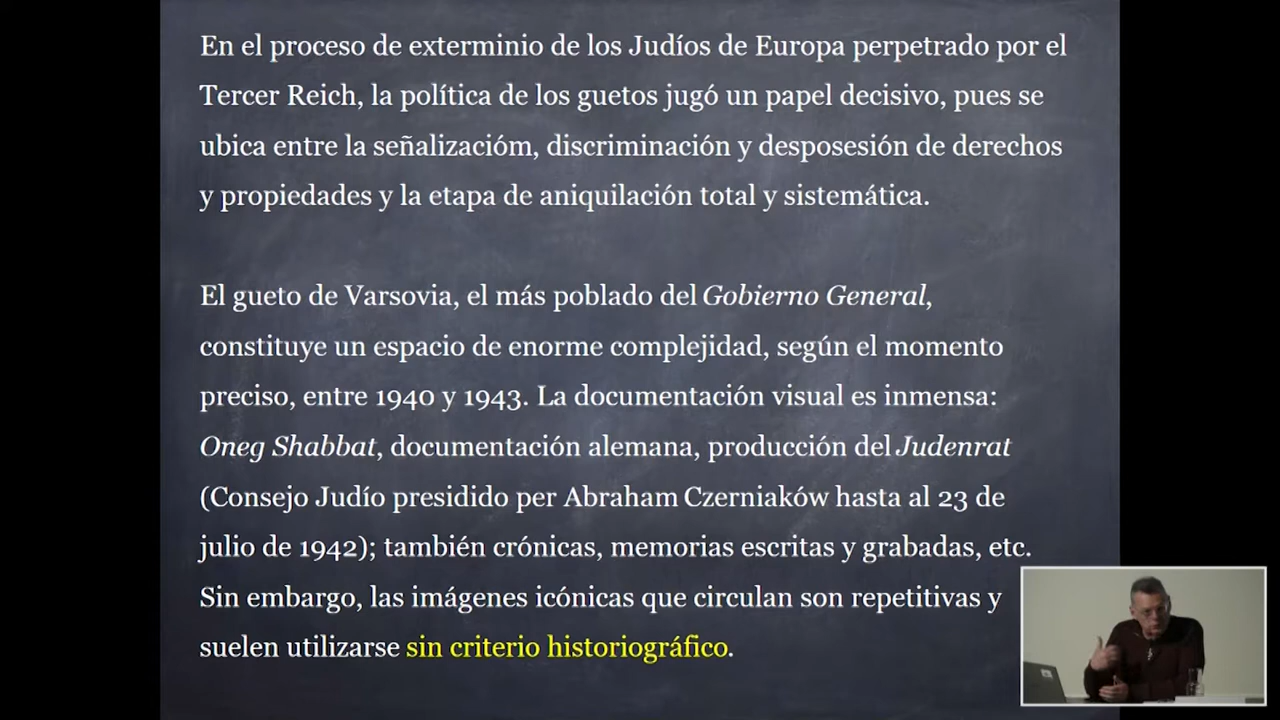 En el proceso de exterminio de los Judíos de Europa perpetrado por el
Tercer Reich, la política de los guetos jugó un papel decisivo, pues se
ubica entre la señalizacióm, discriminación y desposesión de derechos
y propiedades y la etapa de aniquilación total y sistemática.
El gueto de Varsovia, el más poblado del Gobierno General,
constituye un espacio de enorme complejidad, según el momento
preciso, entre 1940 y 1943. La documentación visual es inmensa:
Oneg Shabbat, documentación alemana, producción del Judenrat
(Consejo Judío presidido per Abraham Czerniaków hasta al 23 de
julio de 1942); también crónicas, memorias escritas y grabadas, etc.
Sin embargo, las imágenes icónicas que circulan son repetitivas y
suelen utilizarse sin criterio historiográfico.